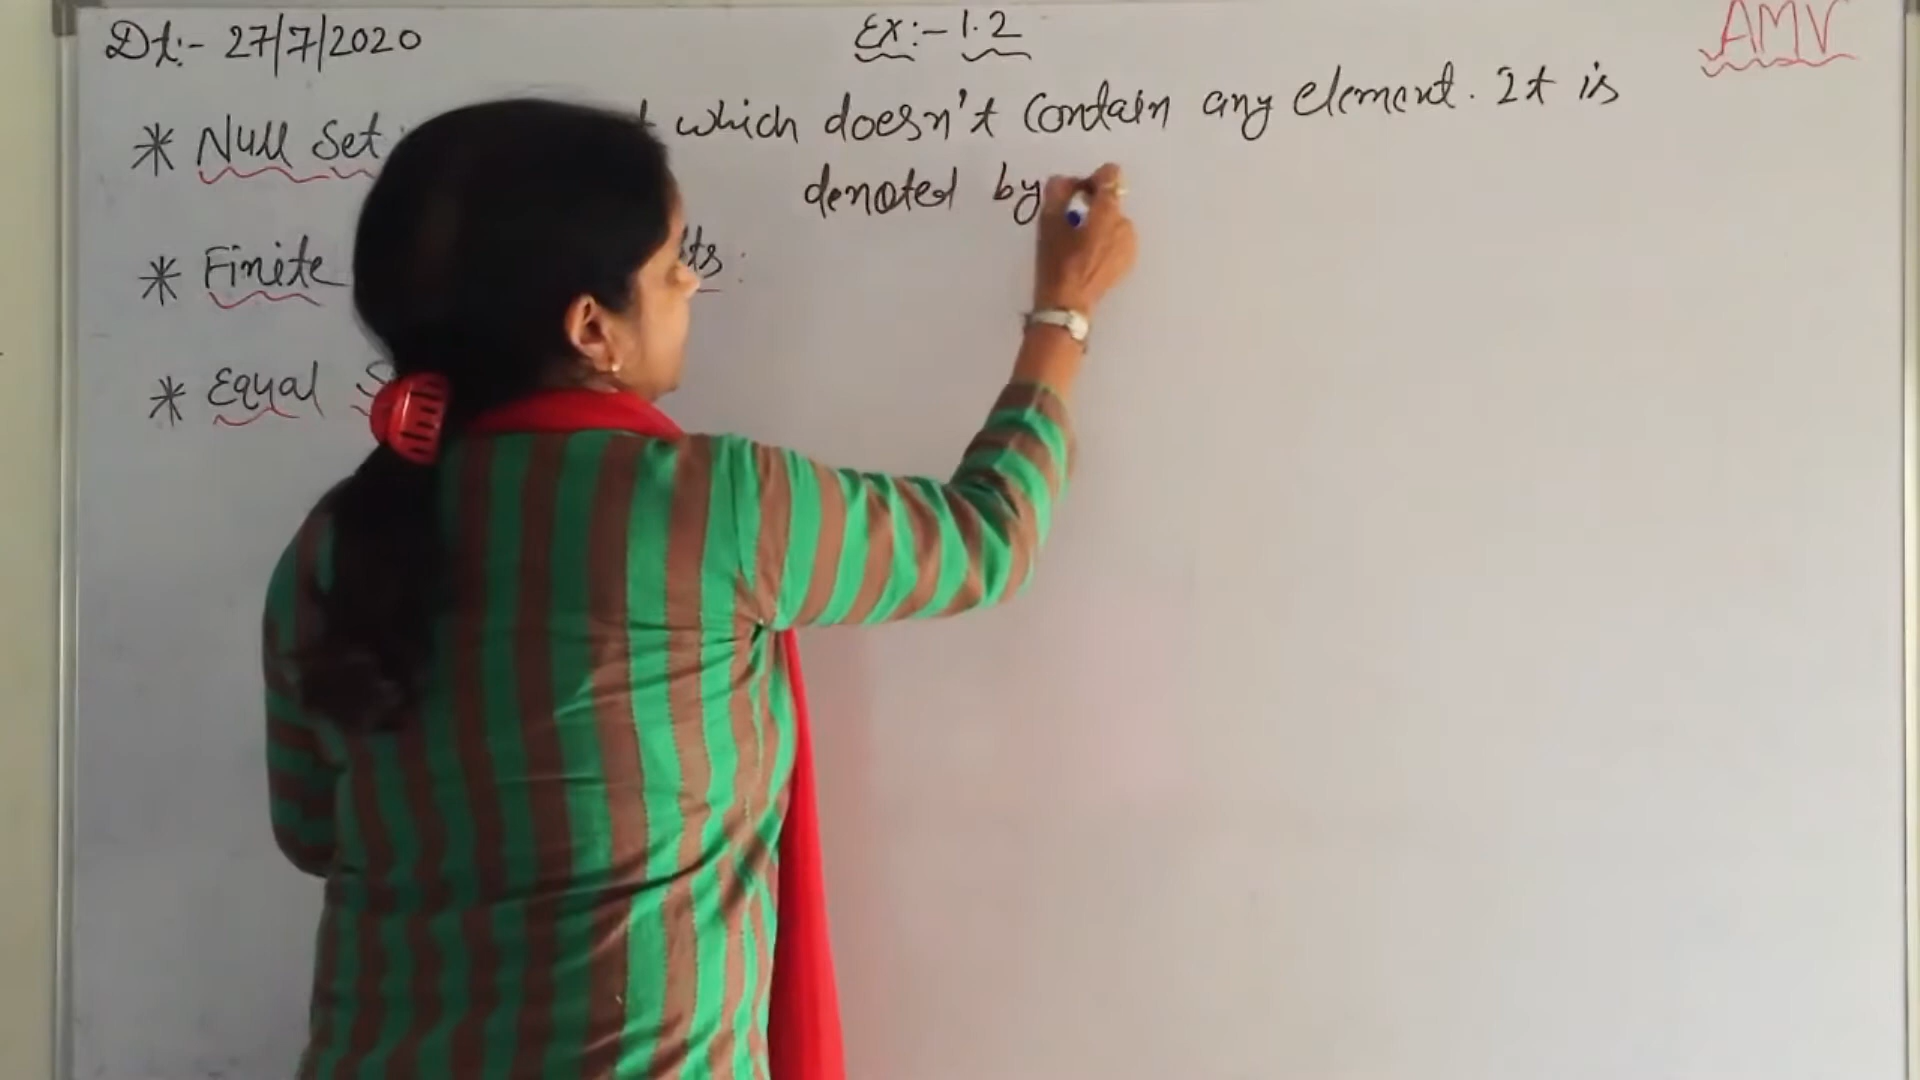 Dt:- 27/7/2020
Ex:- 1.2
AMV
* Null Set which doesn't contain any element. It is
denoted by
* Finite
* Equal